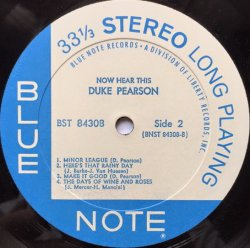 33 1/3 STEREO LONG PLAYING
BLUE NOTE RECORDS • A DIVISION OF LIBERTY RECORDS, INC.
NOW HEAR THIS
DUKE PEARSON
BST 84308
Side 2
(BNST 84308-B)
1. MINOR LEAGUE (D. Pearson)
2. HERE'S THAT RAINY DAY
(J. Burke-J. Van Heusen)
3. MAKE IT GOOD (D. Pearson)
4. THE DAYS OF WINE AND ROSES
(J. Mercer-H. Mancini)
BLUE
NOTE